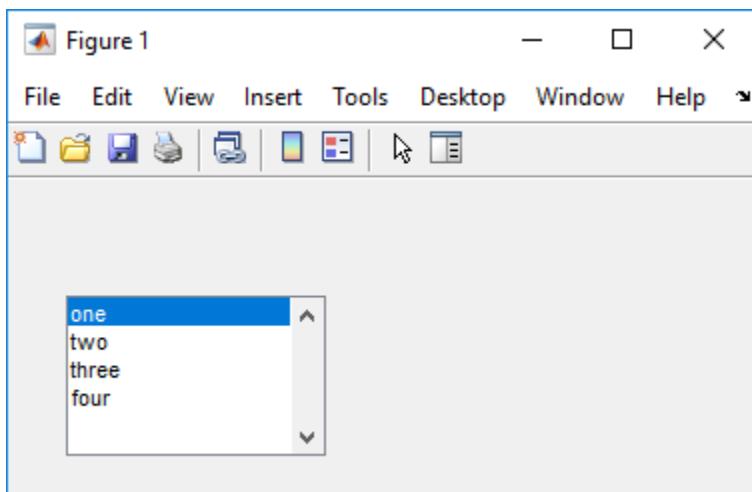 Figure 1
File Edit View Insert Tools Desktop Window Help
one
two
three
four